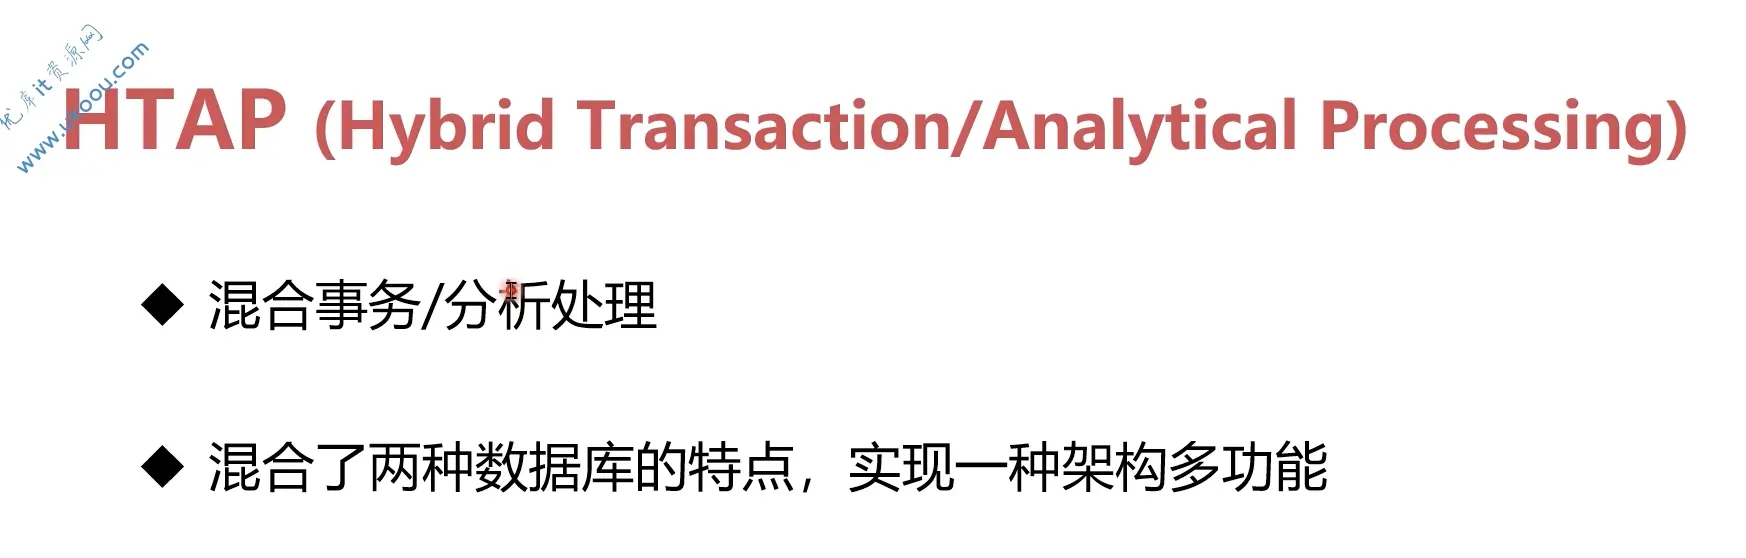 优库it资源网
www.ukoou.com
HTAP (Hybrid Transaction/Analytical Processing)
◆ 混合事务/分析处理
◆ 混合了两种数据库的特点，实现一种架构多功能